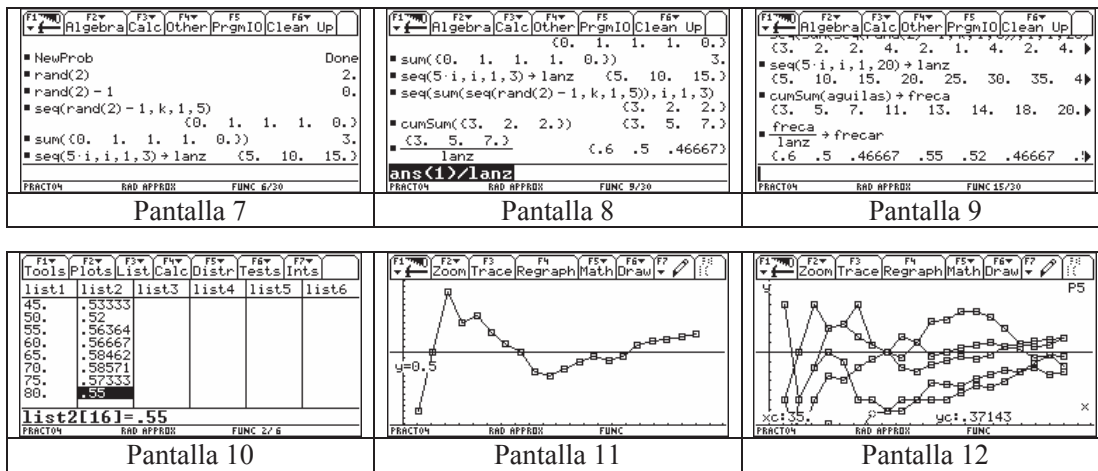 F1 F2 F3 F4 F5 F6
Algebra Calc Other PrgmIO Clean Up
NewProb Done
rand(2) 2.
rand(2) - 1 0.
seq(rand(2) - 1, k, 1, 5)
{0. 1. 1. 1. 0.}
sum({0. 1. 1. 1. 0.}) 3.
seq(5·i, i, 1, 3) → lanz {5. 10. 15.}
PRACT04 RAD APPROX FUNC 6/30
Pantalla 7
F1 F2 F3 F4 F5 F6
Algebra Calc Other PrgmIO Clean Up
{0. 1. 1. 1. 0.}
sum({0. 1. 1. 1. 0.}) 3.
seq(5·i, i, 1, 3) → lanz {5. 10. 15.}
seq(sum(seq(rand(2) - 1, k, 1, 5)), i, 1, 3)
{3. 2. 2.}
cumSum({3. 2. 2.}) {3. 5. 7.}
{3. 5. 7.}
lanz {.6 .5 .46667}
ans(1)/lanz
PRACT04 RAD APPROX FUNC 9/30
Pantalla 8
F1 F2 F3 F4 F5 F6
Algebra Calc Other PrgmIO Clean Up
{3. 2. 2. 4. 2. 1. 4. 2. 4.
seq(5·i, i, 1, 20) → lanz
{5. 10. 15. 20. 25. 30. 35. 4
cumSum(aguilas) → freca
{3. 5. 7. 11. 13. 14. 18. 20.
freca → frecar
lanz
{.6 .5 .46667 .55 .52 .46667
PRACT04 RAD APPROX FUNC 15/30
Pantalla 9
F1 F2 F3 F4 F5 F6 F7
Tools Plots List Calc Distr Tests Ints
list1 list2 list3 list4 list5 list6
45. .53333
50. .52
55. .56364
60. .56667
65. .58462
70. .58571
75. .57333
80. .55
list2[16]=.55
PRACT04 RAD APPROX FUNC 2/6
Pantalla 10
F1 F2 F3 F4 F5 F6 F7
Zoom Trace Regraph Math Draw
y=0.5
PRACT04 RAD APPROX FUNC
Pantalla 11
F1 F2 F3 F4 F5 F6 F7
Zoom Trace Regraph Math Draw
y P5
x
xc:35. yc:.37143
PRACT04 RAD APPROX FUNC
Pantalla 12